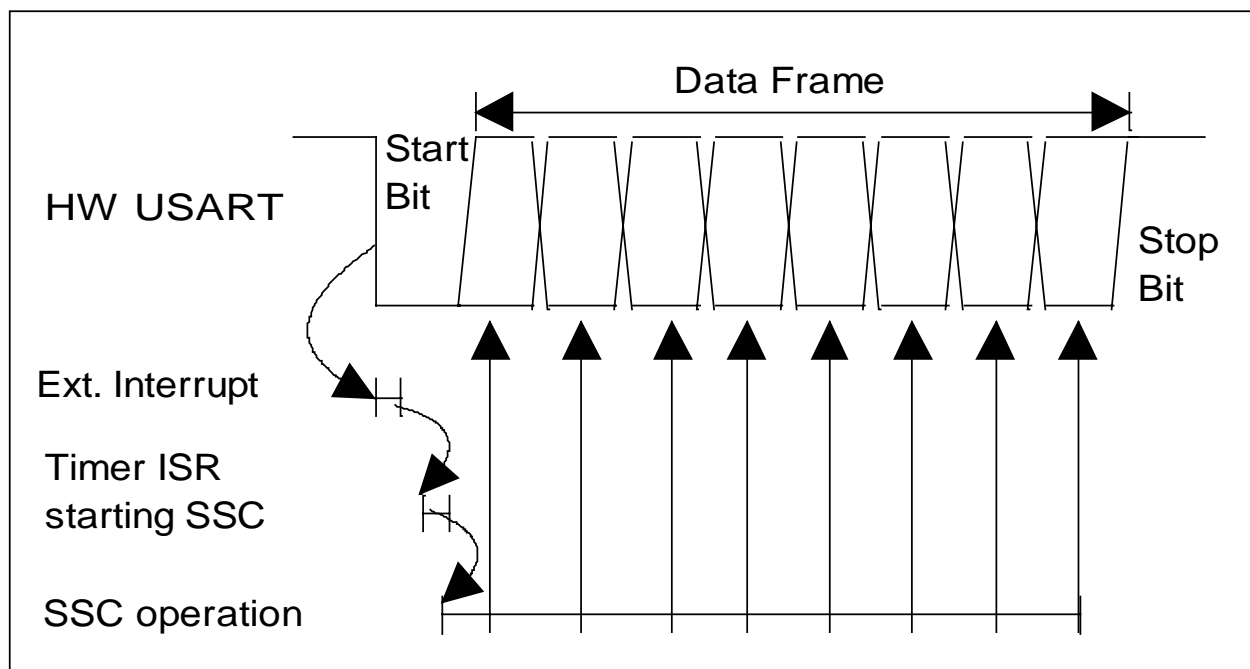 Data Frame
Start
Bit
HW USART
Stop
Bit
Ext. Interrupt
Timer ISR
starting SSC
SSC operation